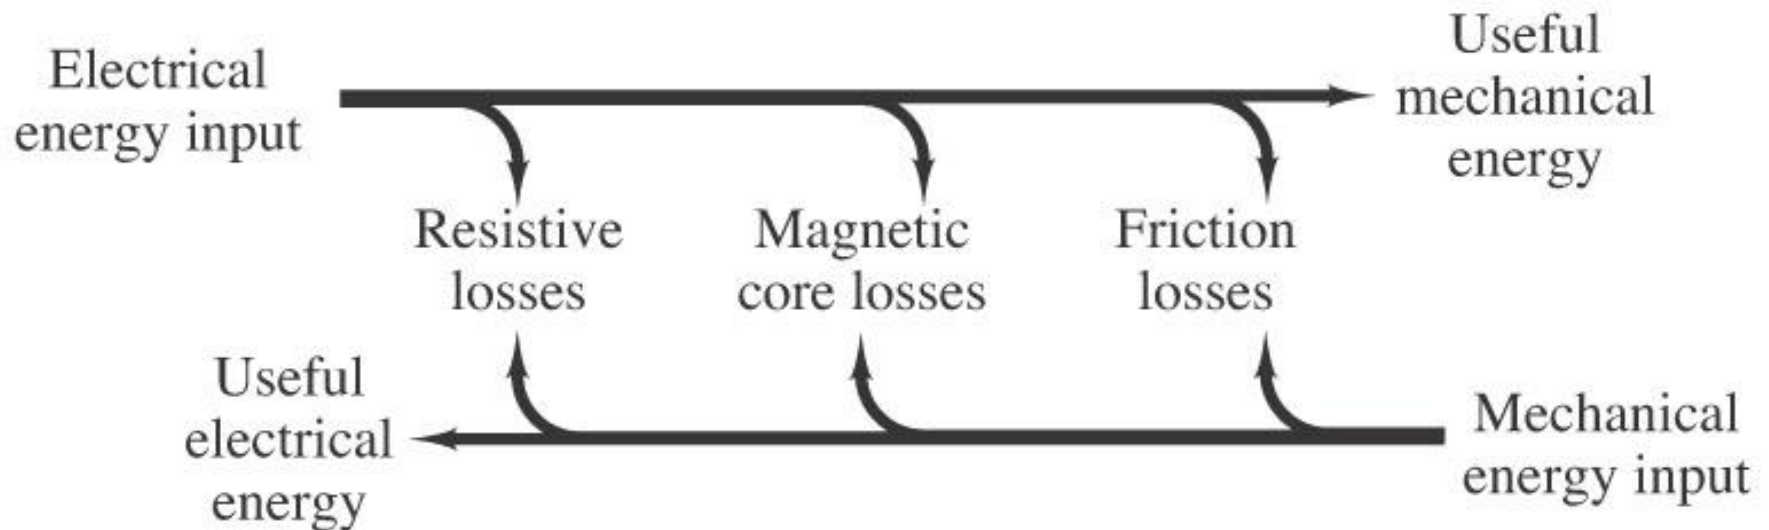 Electrical
energy input
Useful
mechanical
energy
Resistive
losses
Magnetic
core losses
Friction
losses
Useful
electrical
energy
Mechanical
energy input